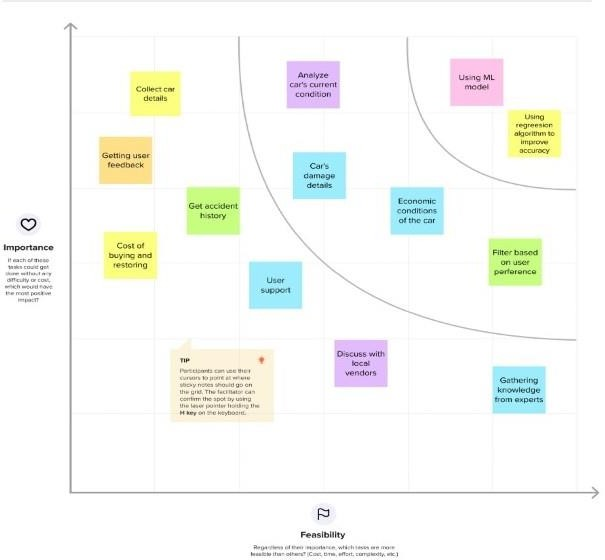 Collect car
details
Analyze
car's current
condition
Using ML
model
Using
regreesion
algorithm to
improve
accuracy
Getting user
feedback
Car's
damage
details
Get accident
history
Economic
conditions
of the car
Importance
If each of these
tasks could get
done without any
difficulty or cost,
which would have
the most positive
impact?
Cost of
buying and
restoring
User
support
Filter based
on user
perference
TIP
Participants can use their
cursors to point at where
sticky notes should go on
the grid. The facilitator can
confirm the spot by using
the laser pointer holding the
H key on the keyboard.
Discuss with
local
vendors
Gathering
knowledge
from experts
Feasibility
Regardless of their importance, which tasks are more
feasible than others? (Cost, time, effort, complexity, etc.)